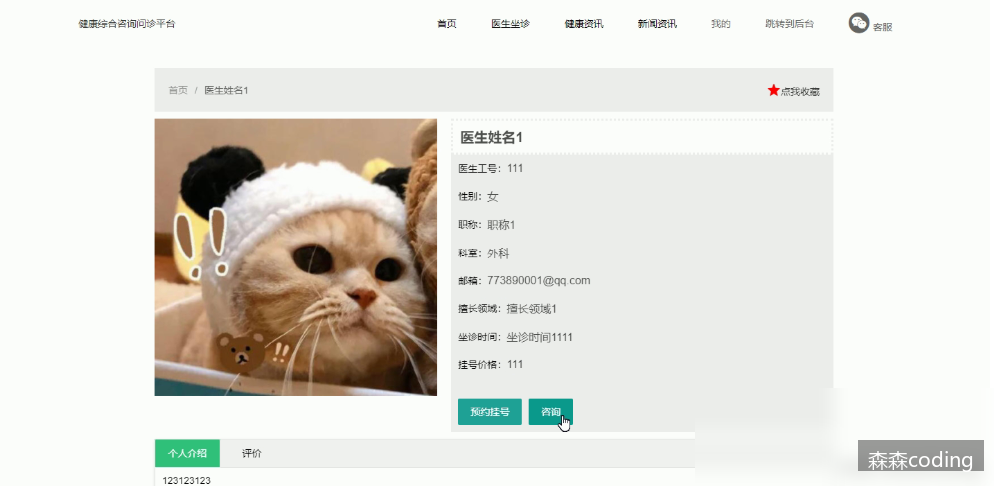 健康综合咨询问诊平台 首页 医生坐诊 健康资讯 新闻资讯 我的 跳转到后台 客服
首页 / 医生姓名1 点我收藏
医生姓名1
医生工号：111
性别：女
职称：职称1
科室：外科
邮箱：773890001@qq.com
擅长领域：擅长领域1
坐诊时间：坐诊时间1111
挂号价格：111
预约挂号 咨询
个人介绍 评价
123123123
森森coding